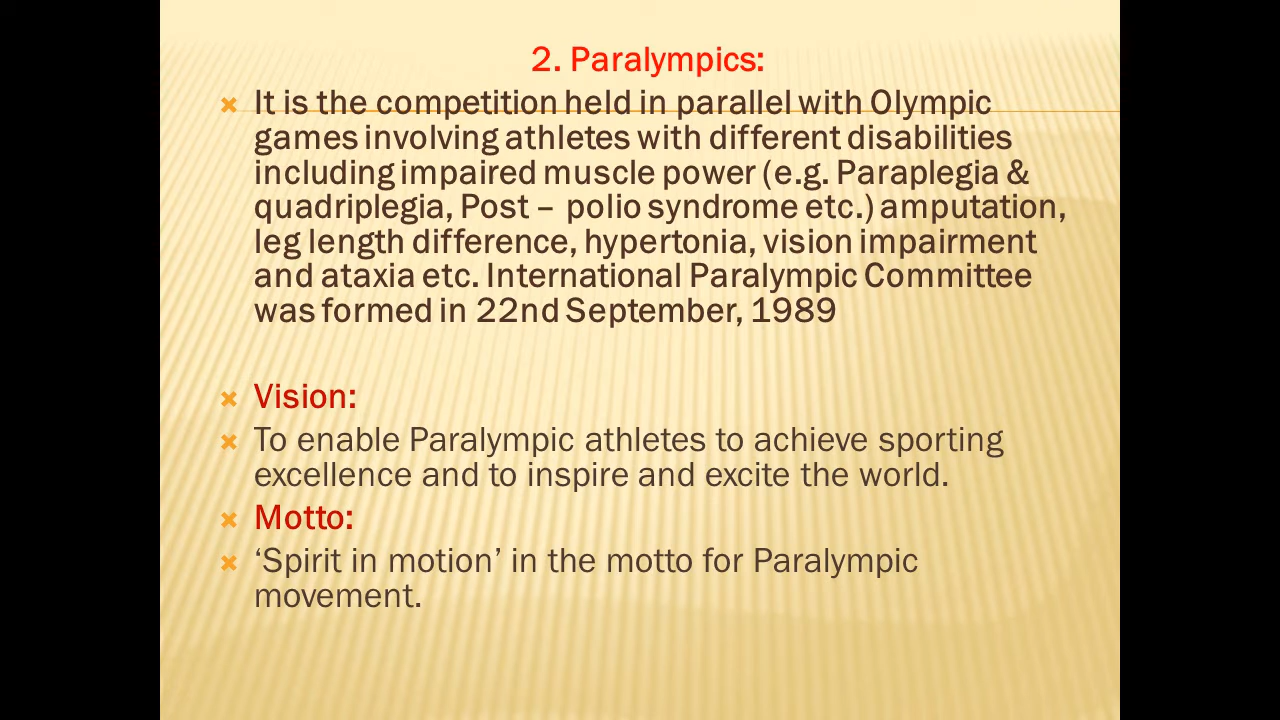 2. Paralympics:
It is the competition held in parallel with Olympic
games involving athletes with different disabilities
including impaired muscle power (e.g. Paraplegia &
quadriplegia, Post – polio syndrome etc.) amputation,
leg length difference, hypertonia, vision impairment
and ataxia etc. International Paralympic Committee
was formed in 22nd September, 1989
Vision:
To enable Paralympic athletes to achieve sporting
excellence and to inspire and excite the world.
Motto:
‘Spirit in motion’ in the motto for Paralympic
movement.